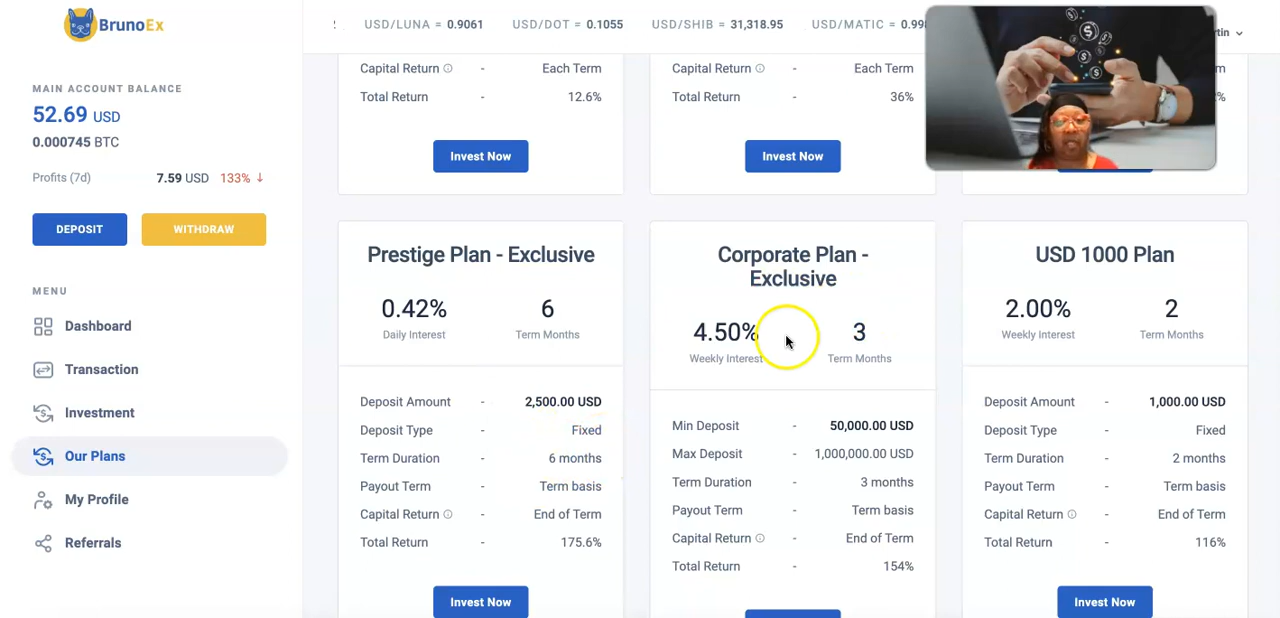 BrunoEx
USD/LUNA = 0.9061
USD/DOT = 0.1055
USD/SHIB = 31,318.95
USD/MATIC =
MAIN ACCOUNT BALANCE
52.69 USD
0.000745 BTC
Profits (7d) 7.59 USD 133% ↓
DEPOSIT
WITHDRAW
MENU
Dashboard
Transaction
Investment
Our Plans
My Profile
Referrals
Capital Return - Each Term
Total Return - 12.6%
Invest Now
Capital Return - Each Term
Total Return - 36%
Invest Now
Prestige Plan - Exclusive
0.42% 6
Daily Interest Term Months
Deposit Amount - 2,500.00 USD
Deposit Type - Fixed
Term Duration - 6 months
Payout Term - Term basis
Capital Return - End of Term
Total Return - 175.6%
Invest Now
Corporate Plan -
Exclusive
4.50% 3
Weekly Interest Term Months
Min Deposit - 50,000.00 USD
Max Deposit - 1,000,000.00 USD
Term Duration - 3 months
Payout Term - Term basis
Capital Return - End of Term
Total Return - 154%
USD 1000 Plan
2.00% 2
Weekly Interest Term Months
Deposit Amount - 1,000.00 USD
Deposit Type - Fixed
Term Duration - 2 months
Payout Term - Term basis
Capital Return - End of Term
Total Return - 116%
Invest Now